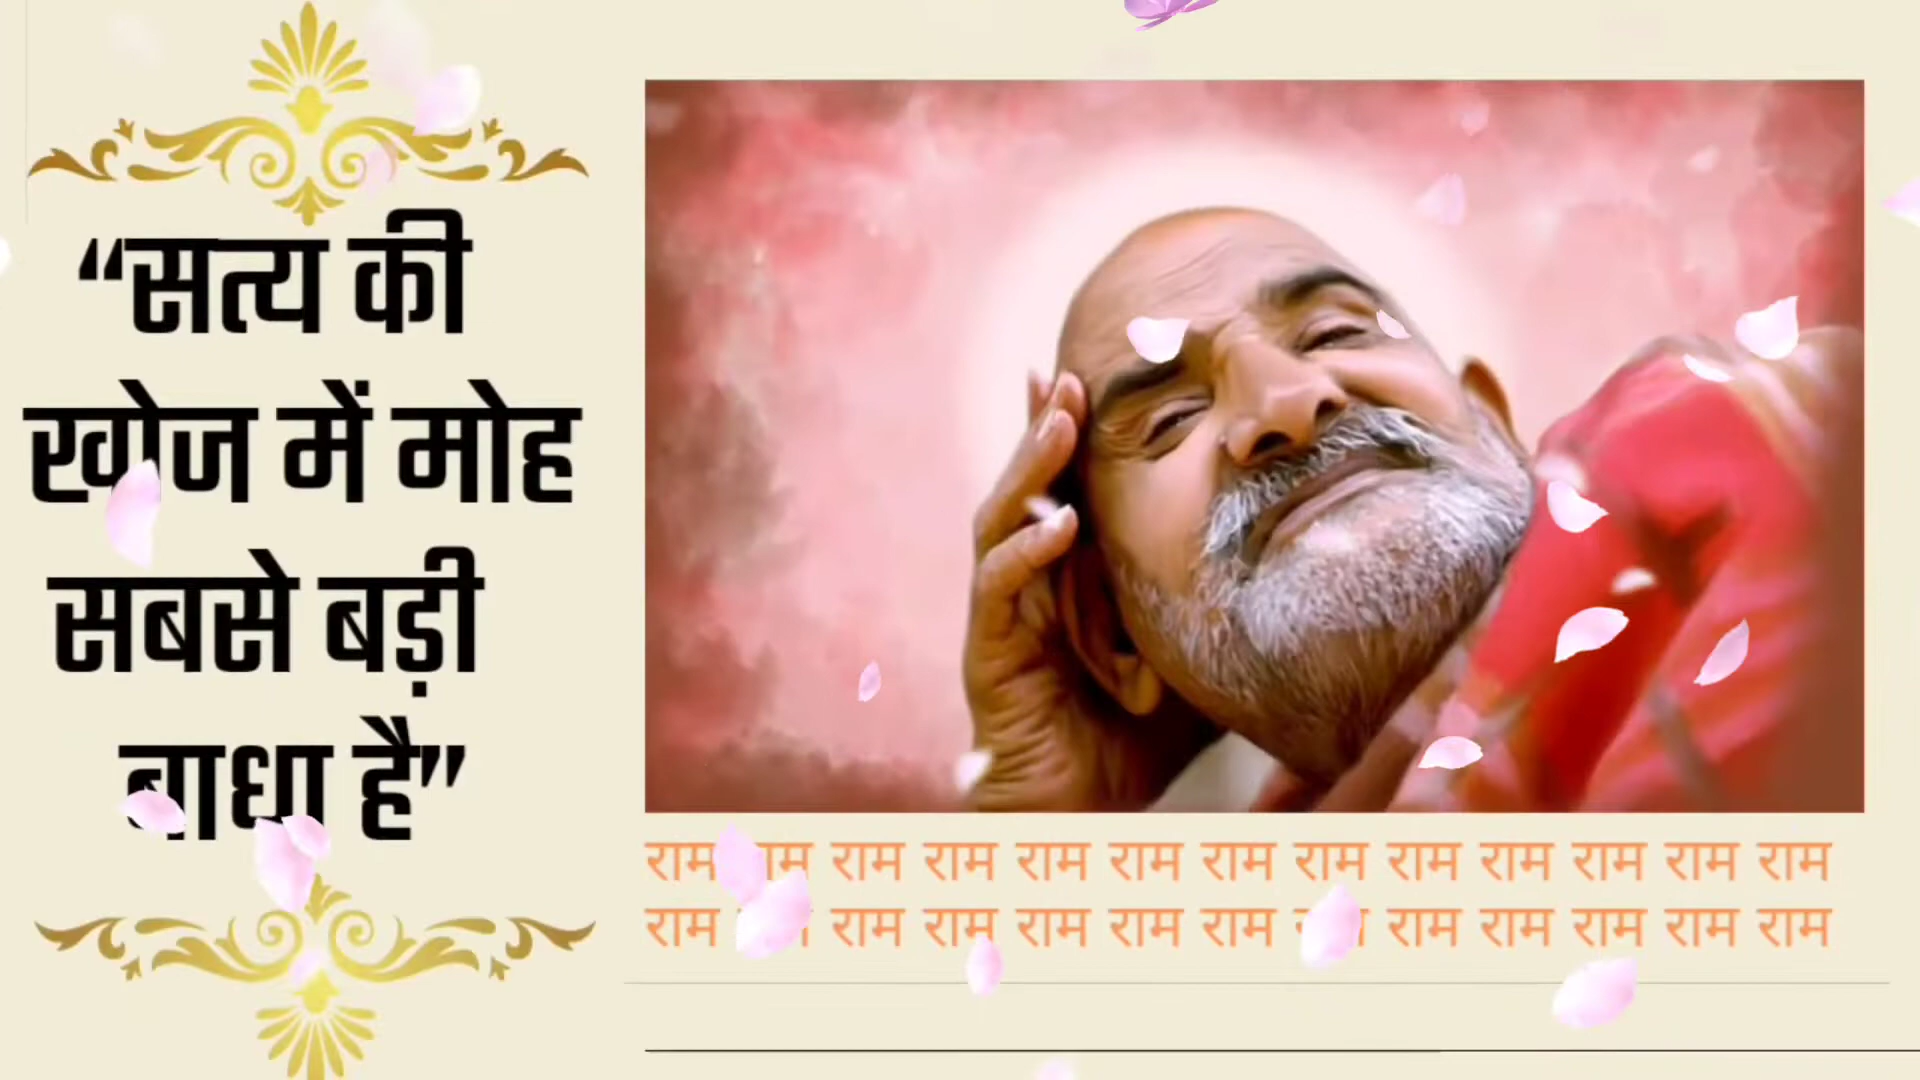 “सत्य की
खोज में मोह
सबसे बड़ी
बाधा है”
राम राम राम राम राम राम राम राम राम राम राम राम राम
राम राम राम राम राम राम राम राम राम राम राम राम